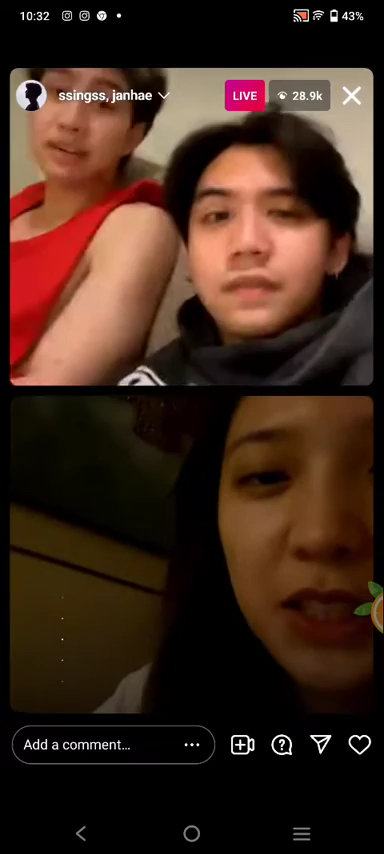 10:32
43%
ssingss, janhae
LIVE
28.9k
Add a comment...